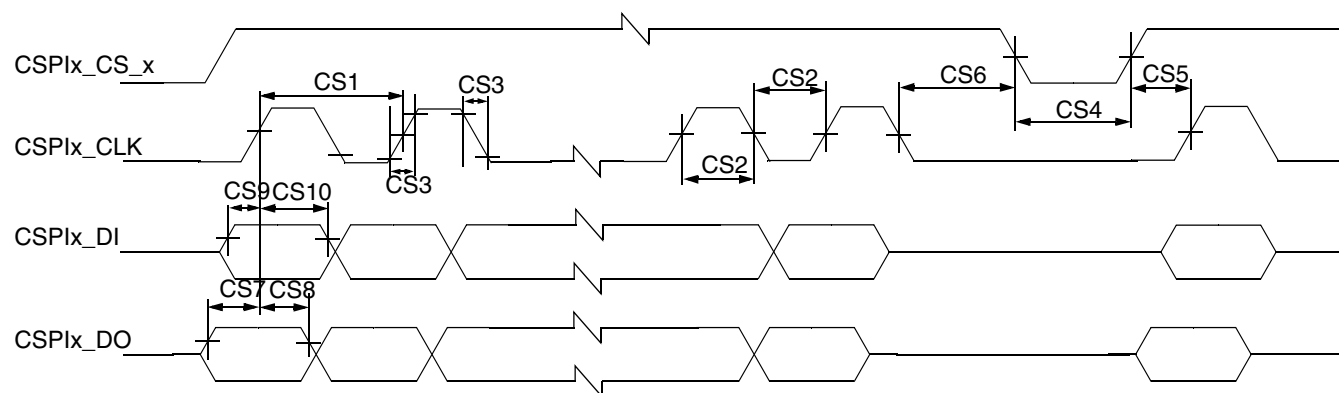 CSPIx_CS_x
CS1
CS3
CS2
CS6
CS5
CS4
CSPIx_CLK
CS3
CS2
CS9
CS10
CSPIx_DI
CS7
CS8
CSPIx_DO